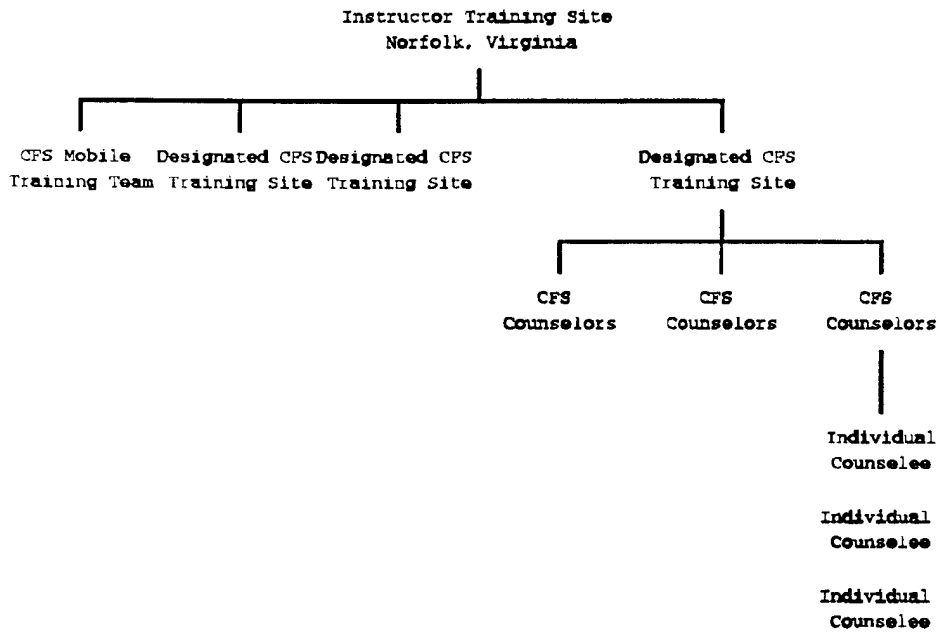 Instructor Training Site
Norfolk, Virginia
CFS Mobile
Training Team
Designated CFS
Training Site
Designated CFS
Training Site
Designated CFS
Training Site
CFS
Counselors
CFS
Counselors
CFS
Counselors
Individual
Counselee
Individual
Counselee
Individual
Counselee